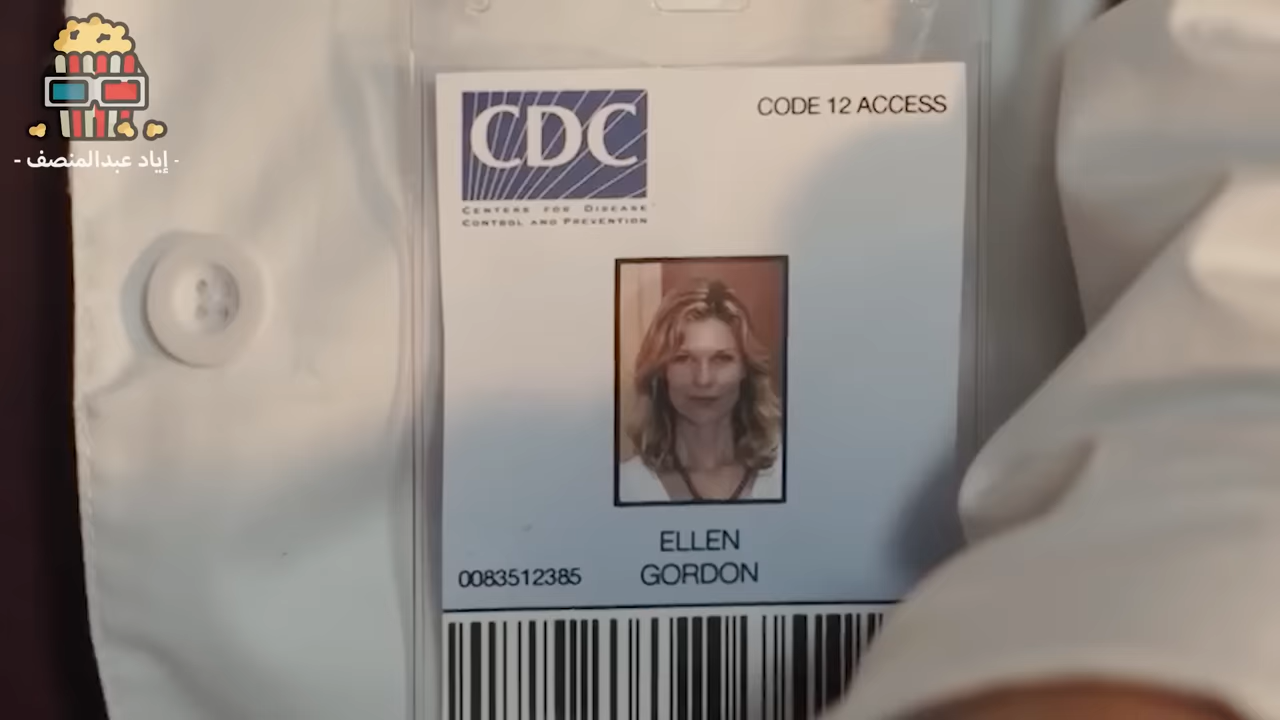 - إياد عبدالمنصف -
CDC
CENTERS FOR DISEASE
CONTROL AND PREVENTION
CODE 12 ACCESS
ELLEN
GORDON
0083512385